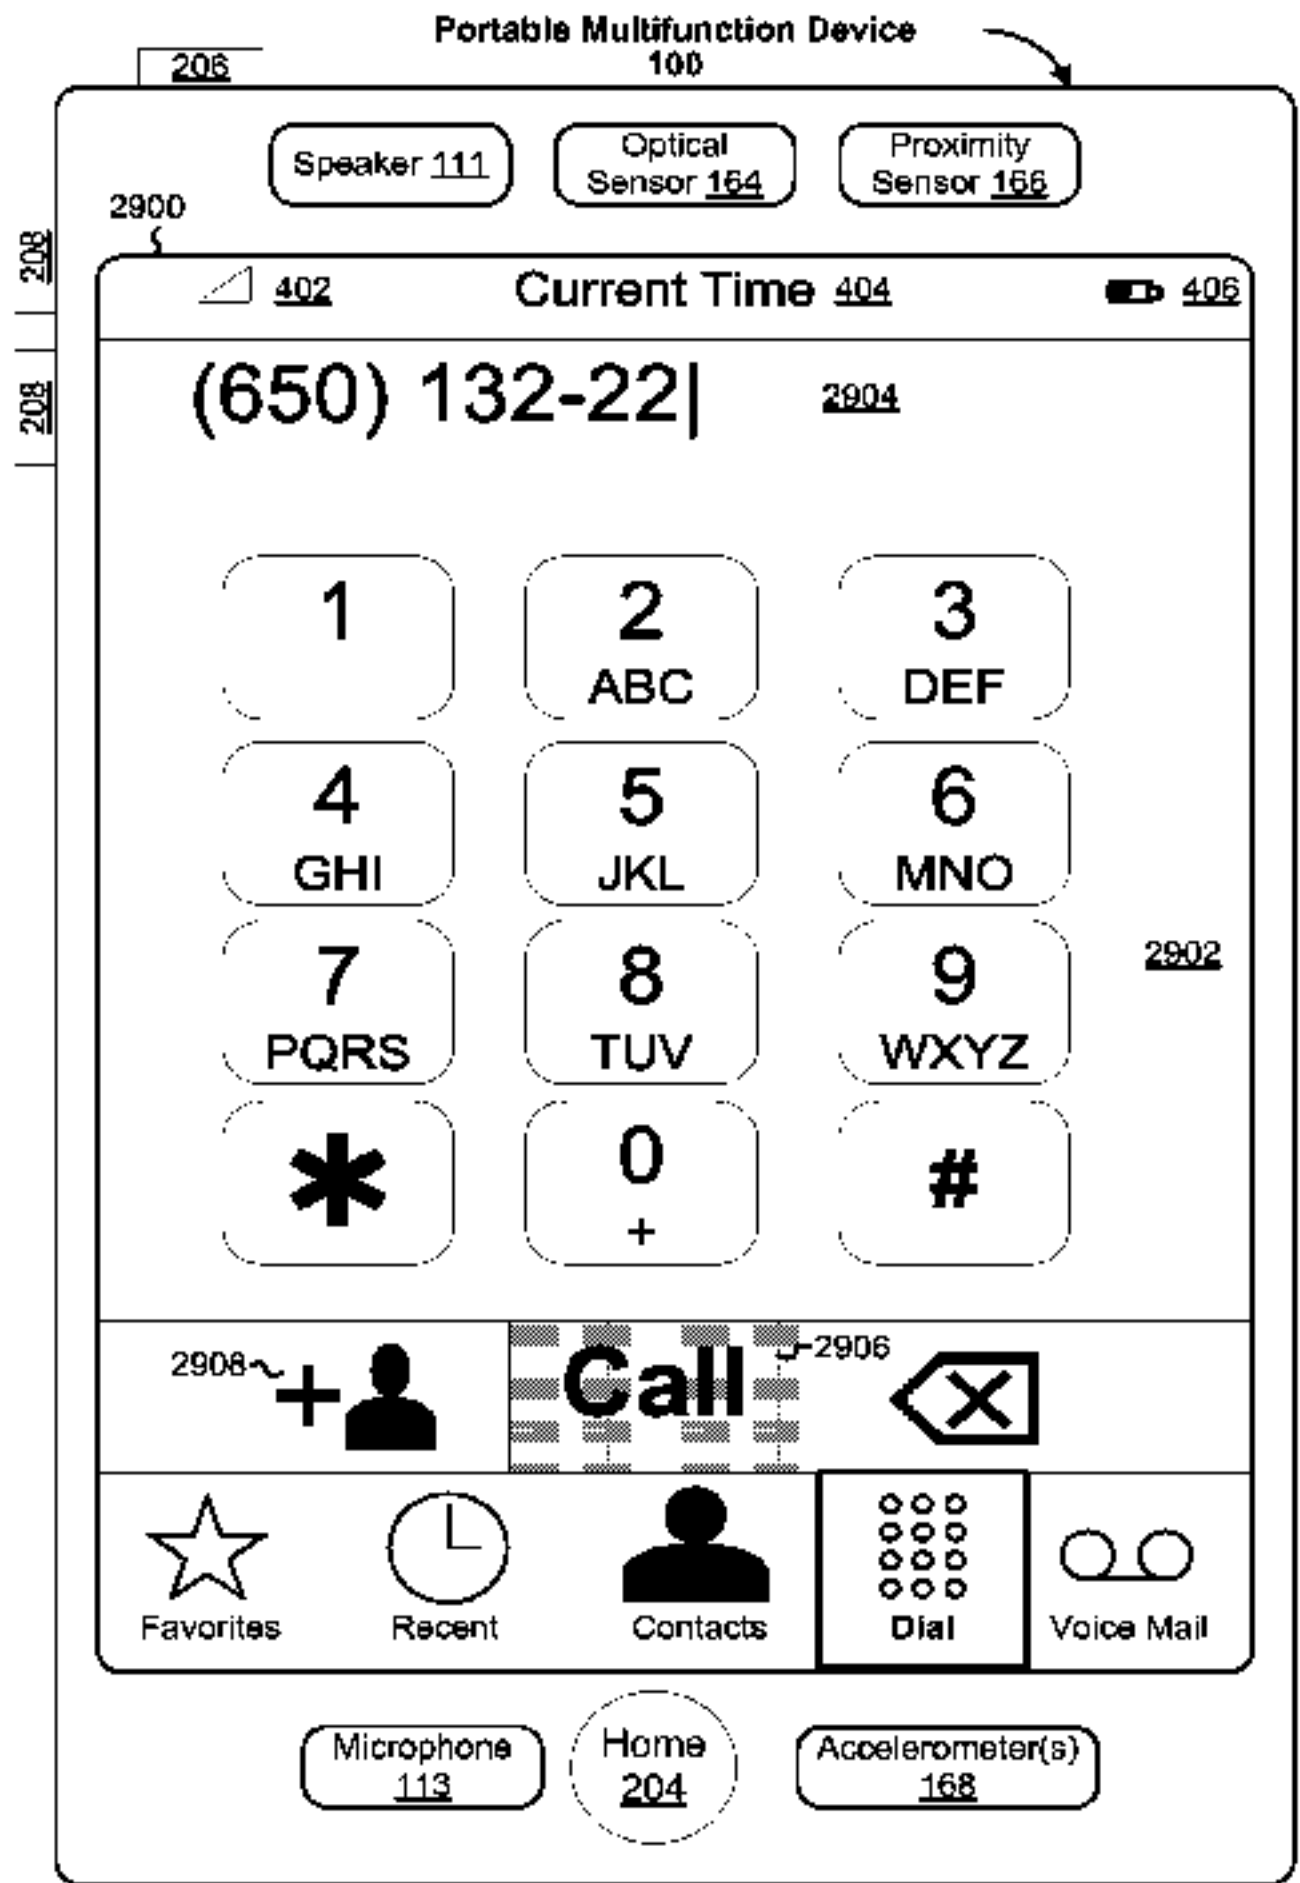 Portable Multifunction Device
100
206
Speaker 111
Optical
Sensor 164
Proximity
Sensor 166
2900
208
402
Current Time 404
406
208
(650) 132-22|
2904
1
2
ABC
3
DEF
4
GHI
5
JKL
6
MNO
7
PQRS
8
TUV
9
WXYZ
2902
*
0
+
#
2908
+
Call
2906
Favorites
Recent
Contacts
Dial
Voice Mail
Microphone
113
Home
204
Accelerometer(s)
168